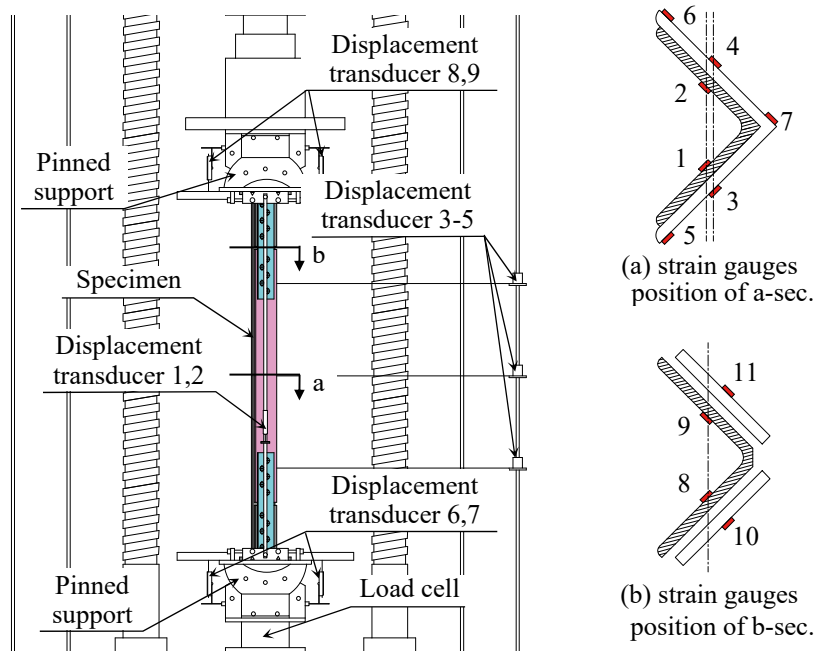 Displacement
transducer 8,9
Pinned
support
Displacement
transducer 3-5
b
Specimen
Displacement
transducer 1,2
a
Displacement
transducer 6,7
Pinned
support
Load cell
6
4
2
7
1
3
5
(a) strain gauges
position of a-sec.
11
9
8
10
(b) strain gauges
position of b-sec.